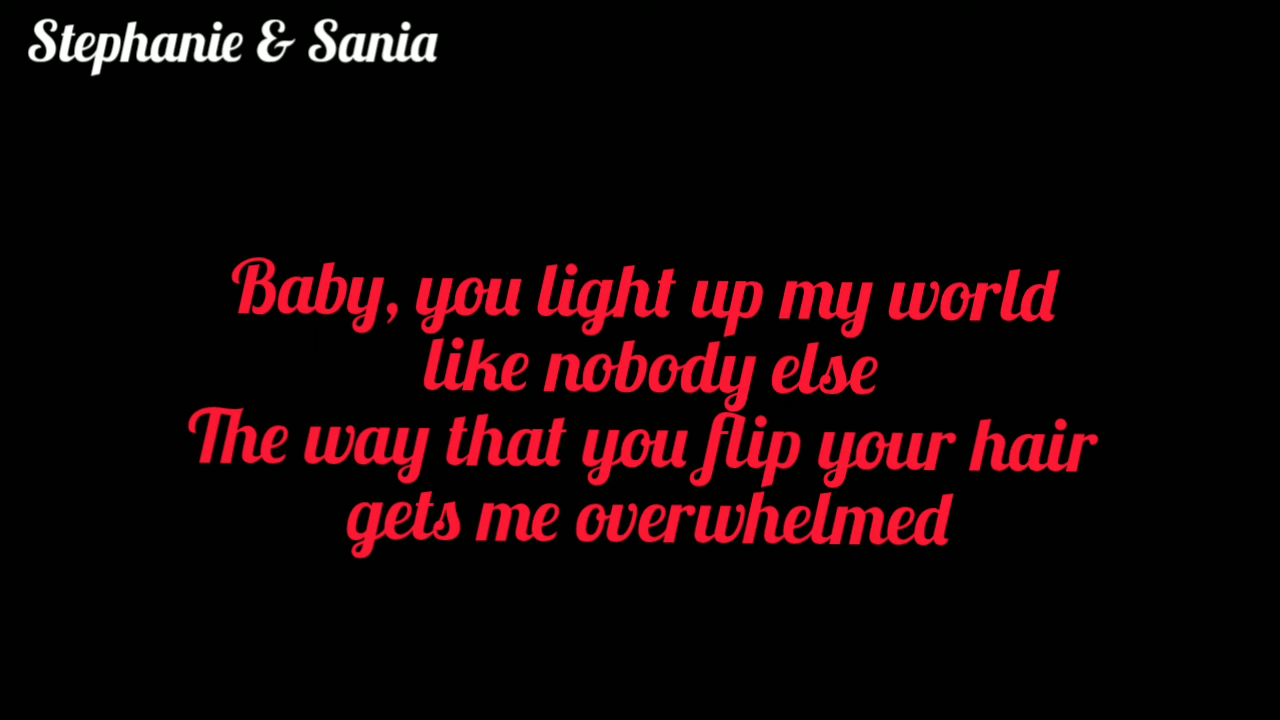 Stephanie & Sania
Baby, you light up my world
like nobody else
The way that you flip your hair
gets me overwhelmed